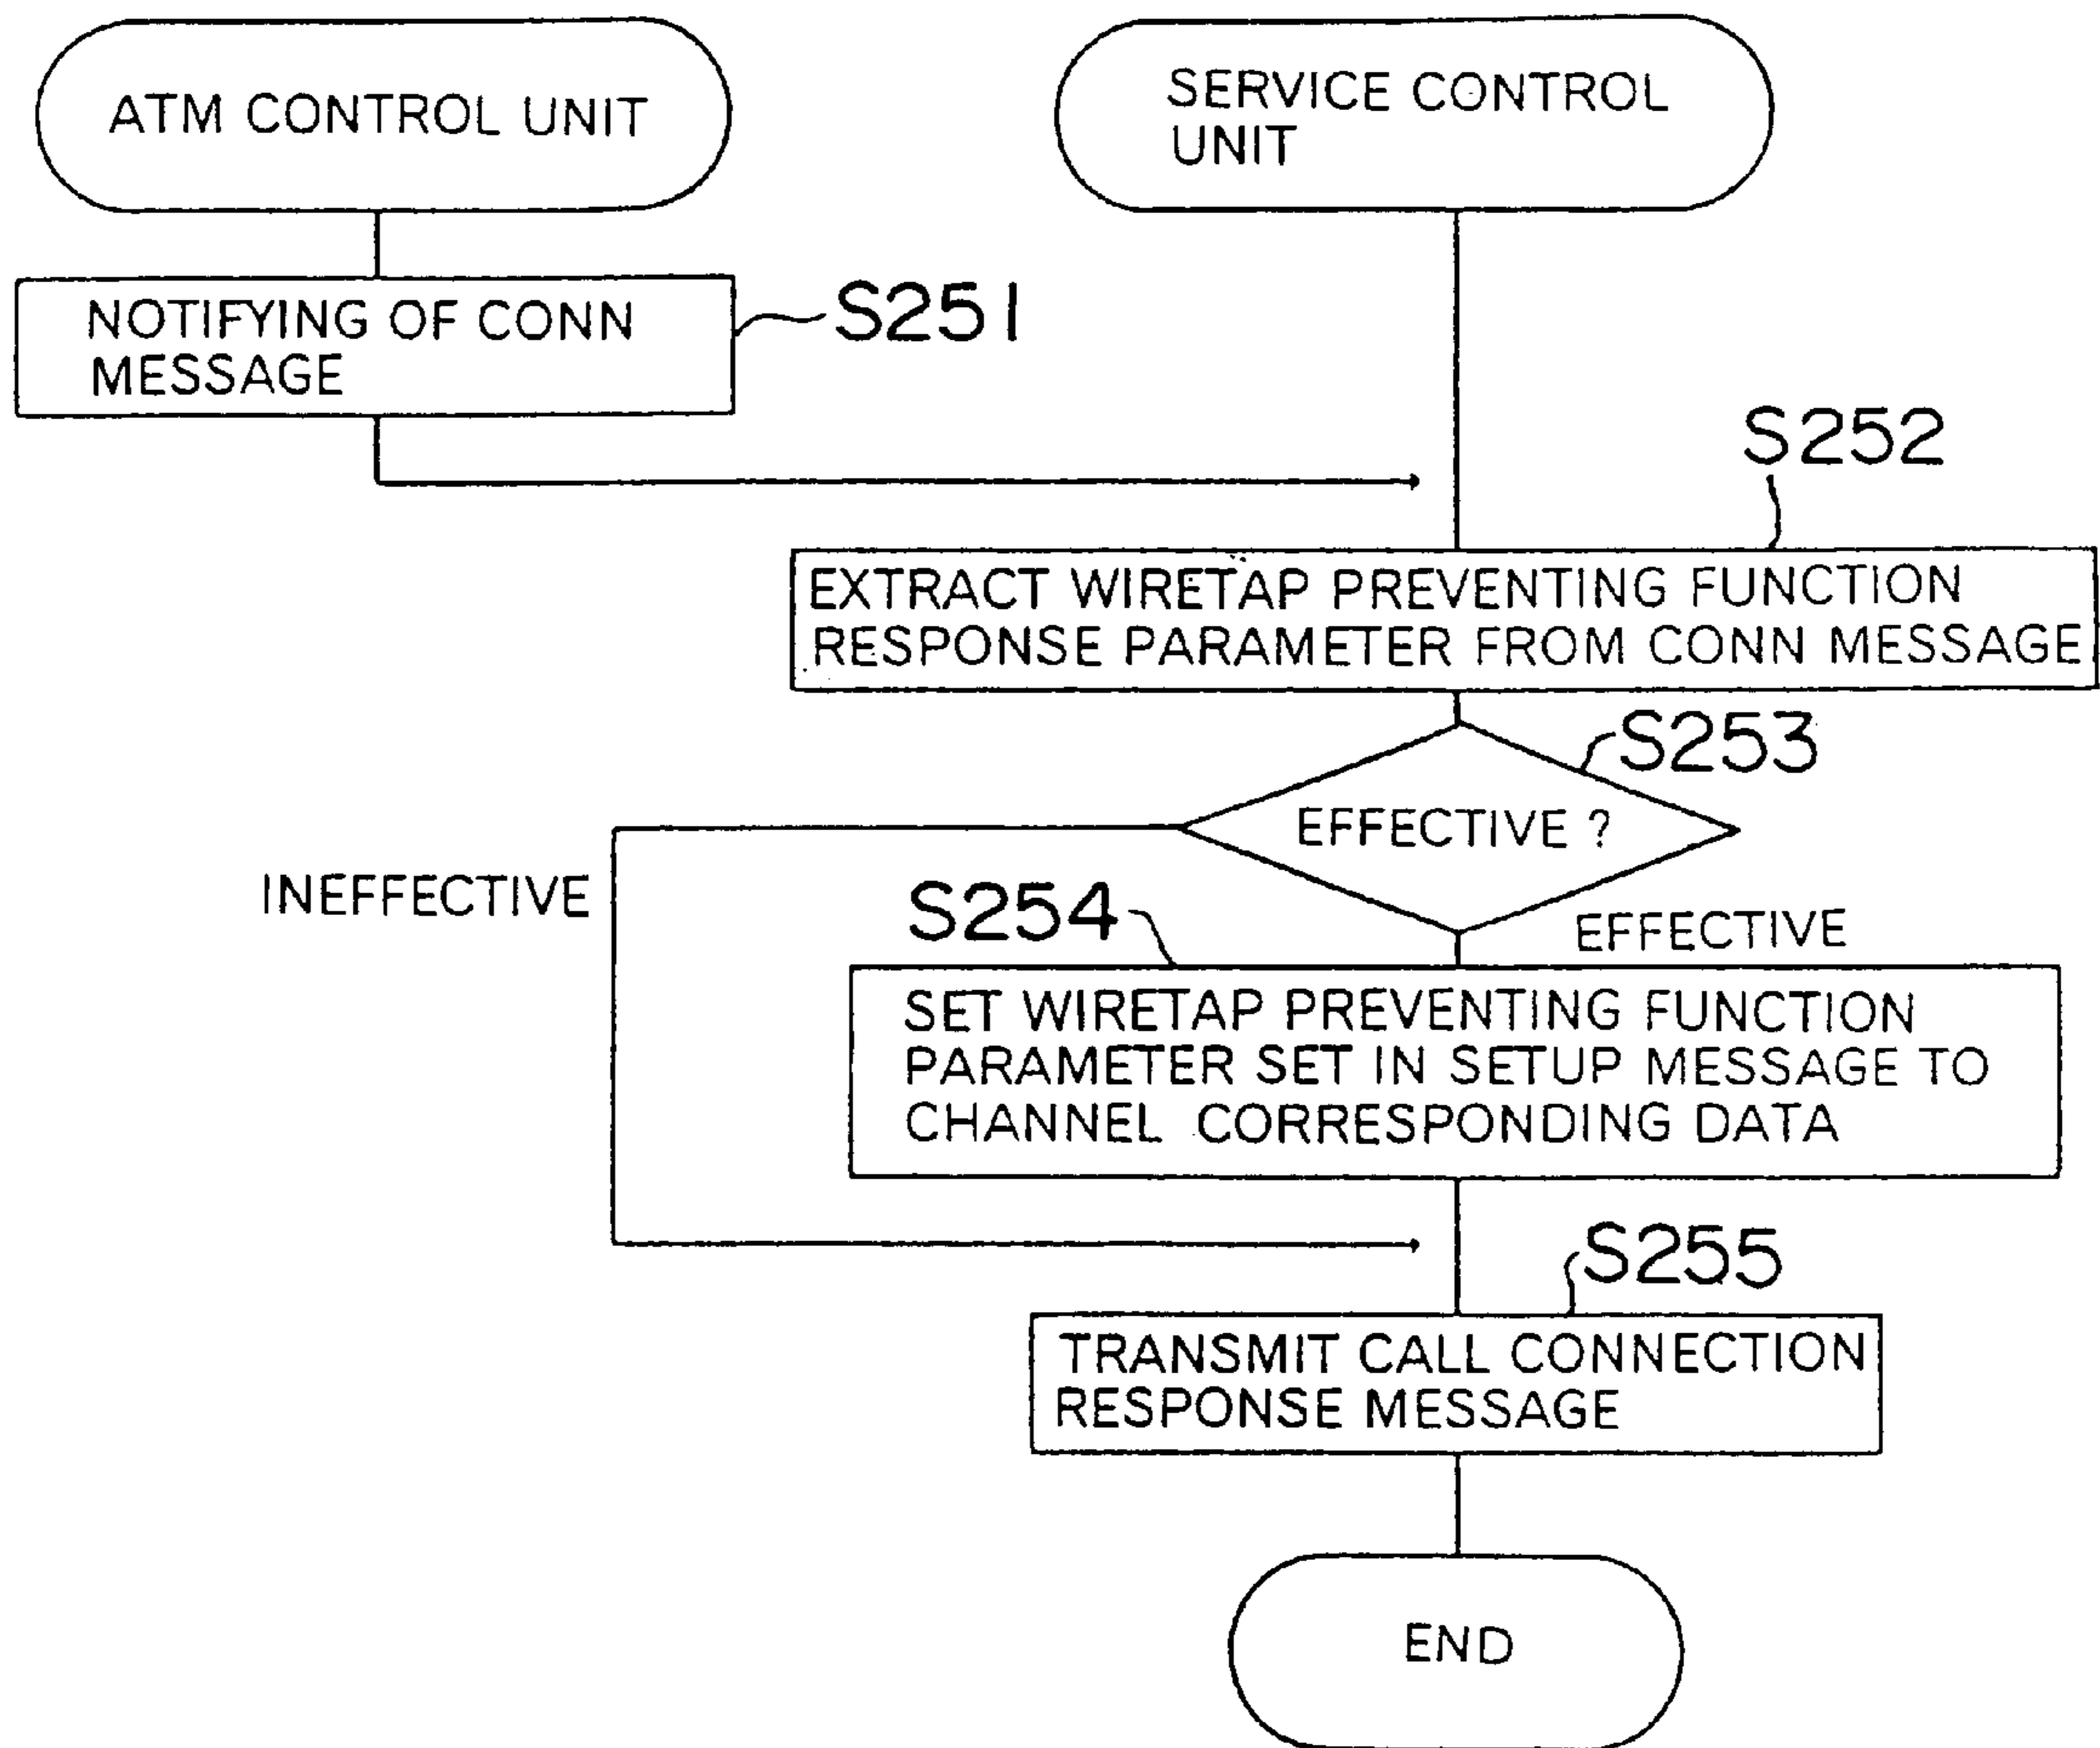 ATM CONTROL UNIT
SERVICE CONTROL
UNIT
NOTIFYING OF CONN
MESSAGE
S251
S252
EXTRACT WIRETAP PREVENTING FUNCTION
RESPONSE PARAMETER FROM CONN MESSAGE
S253
EFFECTIVE ?
INEFFECTIVE
EFFECTIVE
S254
SET WIRETAP PREVENTING FUNCTION
PARAMETER SET IN SETUP MESSAGE TO
CHANNEL CORRESPONDING DATA
S255
TRANSMIT CALL CONNECTION
RESPONSE MESSAGE
END